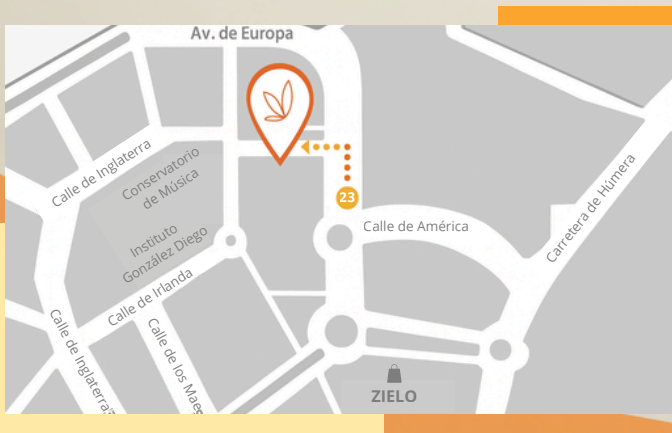 Av. de Europa
Calle de Inglaterra
Conservatorio
de Música
23
Calle de América
Carretera de Húmera
Instituto
González Diego
Calle de Irlanda
Calle de Inglaterra
Calle de los Maes
ZIELO